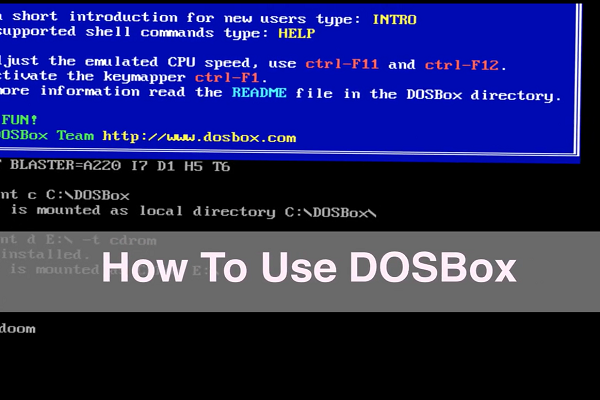 a short introduction for new users type: INTRO
supported shell commands type: HELP
djust the emulated CPU speed, use ctrl-F11 and ctrl-F12.
ctivate the keymapper ctrl-F1.
more information read the README file in the DOSBox directory.
FUN!
DOSBox Team http://www.dosbox.com
BLASTER=A220 I7 D1 H5 T6
nt c C:\DOSBox
is mounted as local directory C:\DOSBox\
nt d E:\ -t cdrom
installed.
is mounted as E:\
How To Use DOSBox
doom